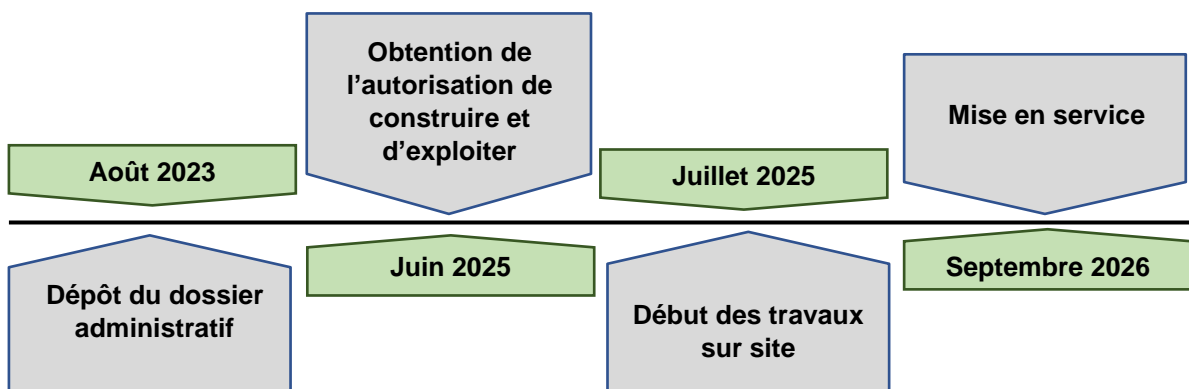 Août 2023
Dépôt du dossier
administratif
Obtention de
l’autorisation de
construire et
d’exploiter
Juin 2025
Juillet 2025
Début des travaux
sur site
Mise en service
Septembre 2026